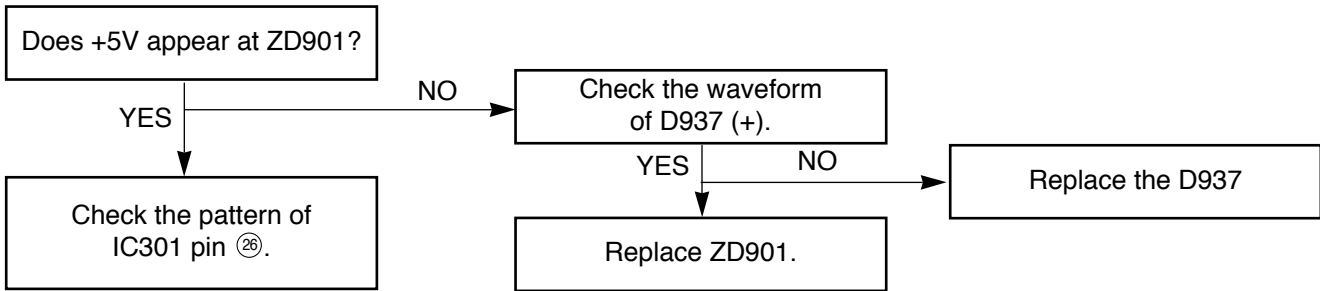 Does +5V appear at ZD901?
NO
YES
Check the waveform
of D937 (+).
YES
NO
Replace the D937
Check the pattern of
IC301 pin ㉖.
Replace ZD901.